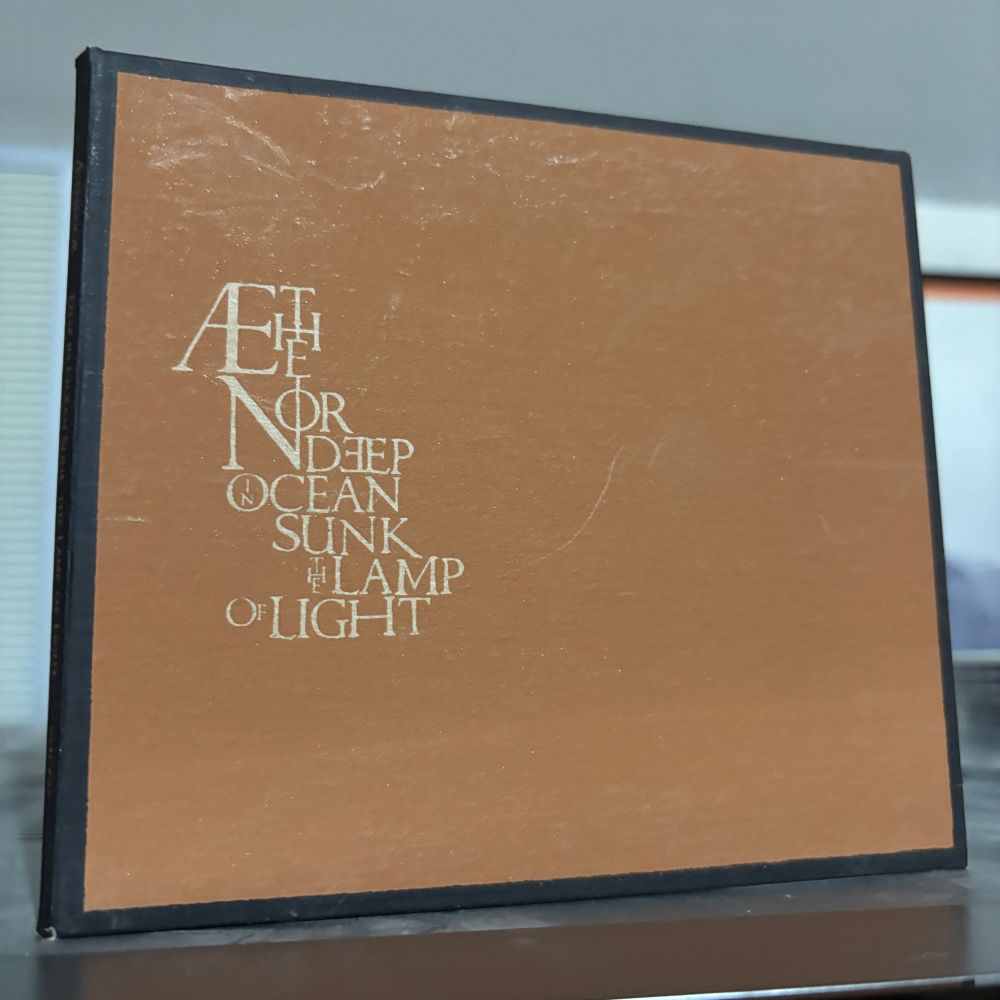 ÆTHE
NOR
DEEP
IN OCEAN
SUNK
THE LAMP
OF LIGHT